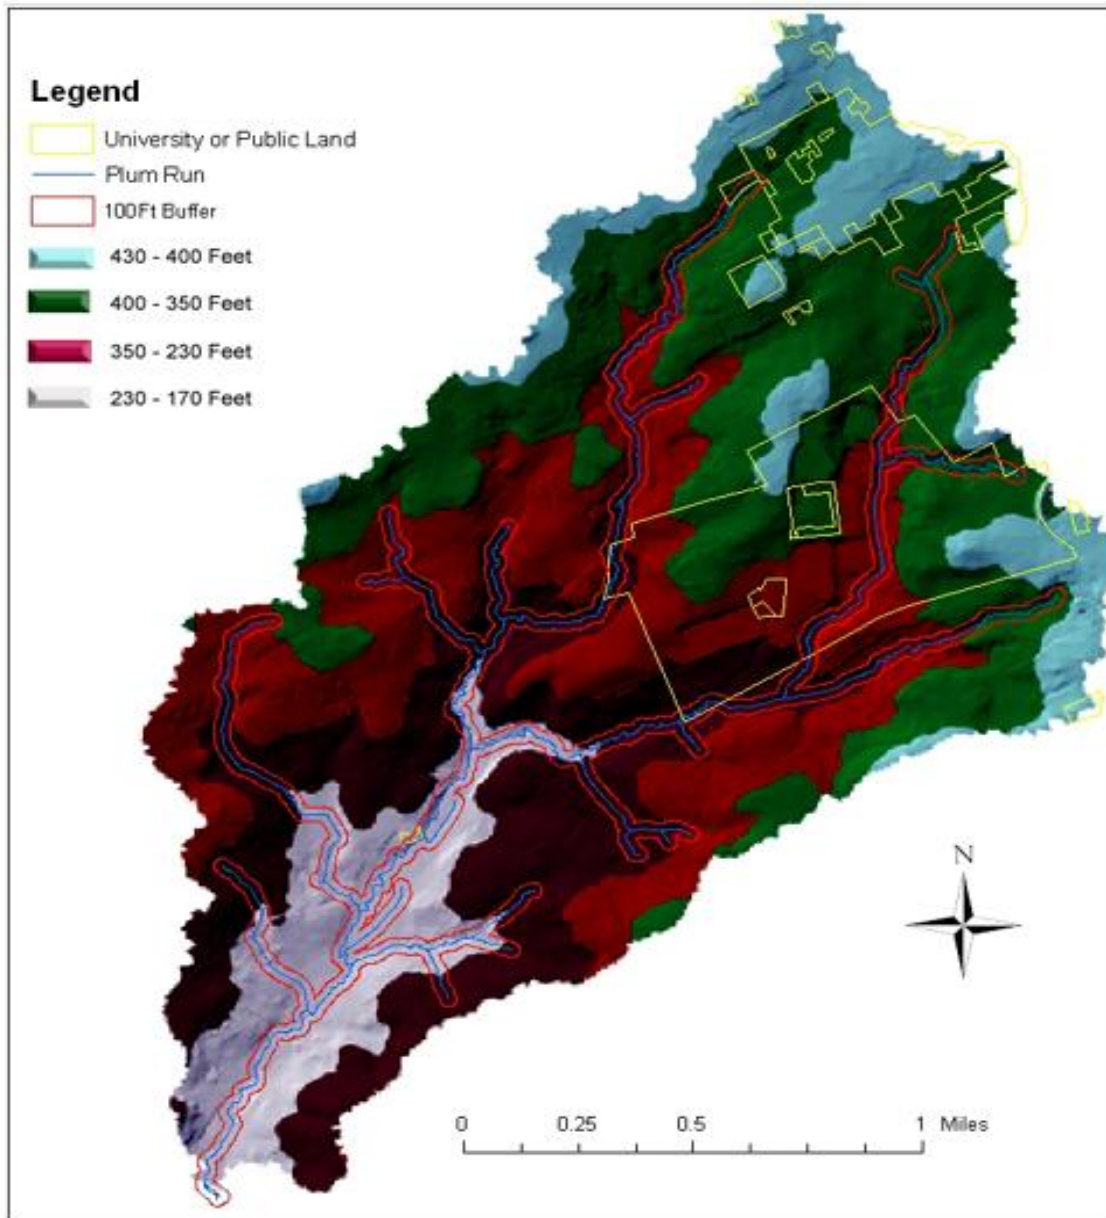 Legend
University or Public Land
Plum Run
100Ft Buffer
430 - 400 Feet
400 - 350 Feet
350 - 230 Feet
230 - 170 Feet
N
0 0.25 0.5 1 Miles